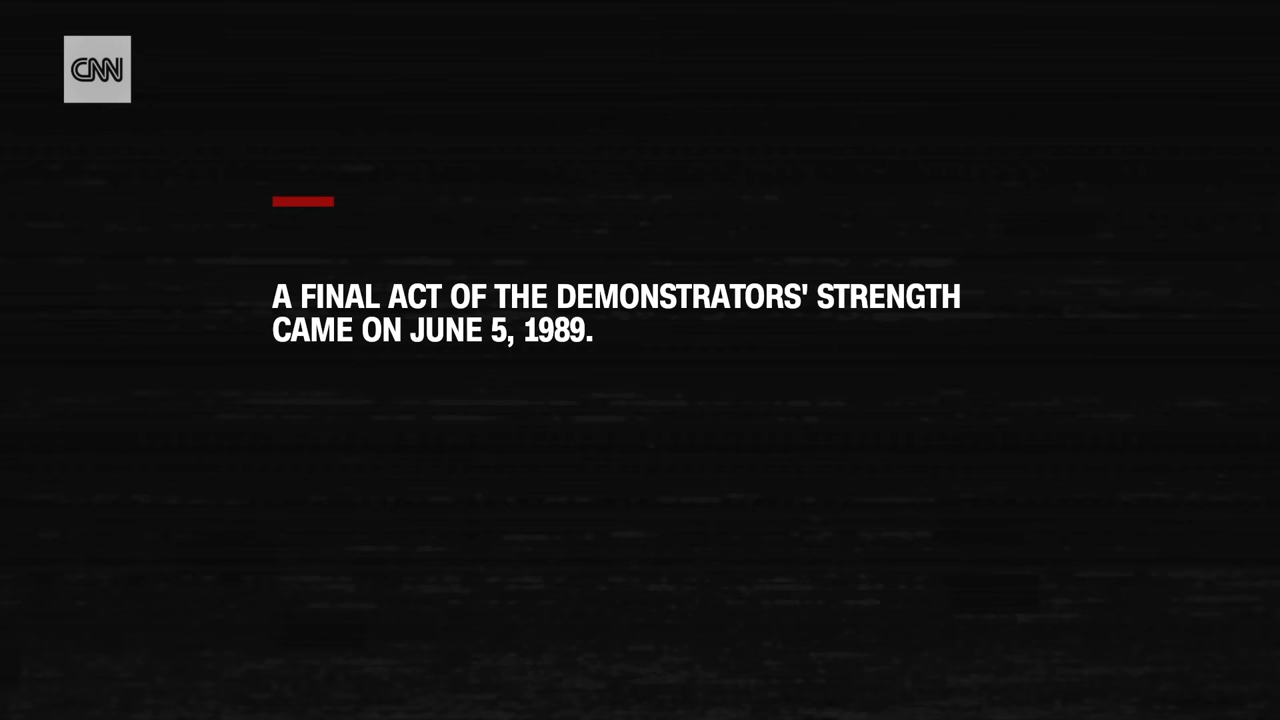 CNN
A FINAL ACT OF THE DEMONSTRATORS' STRENGTH
CAME ON JUNE 5, 1989.